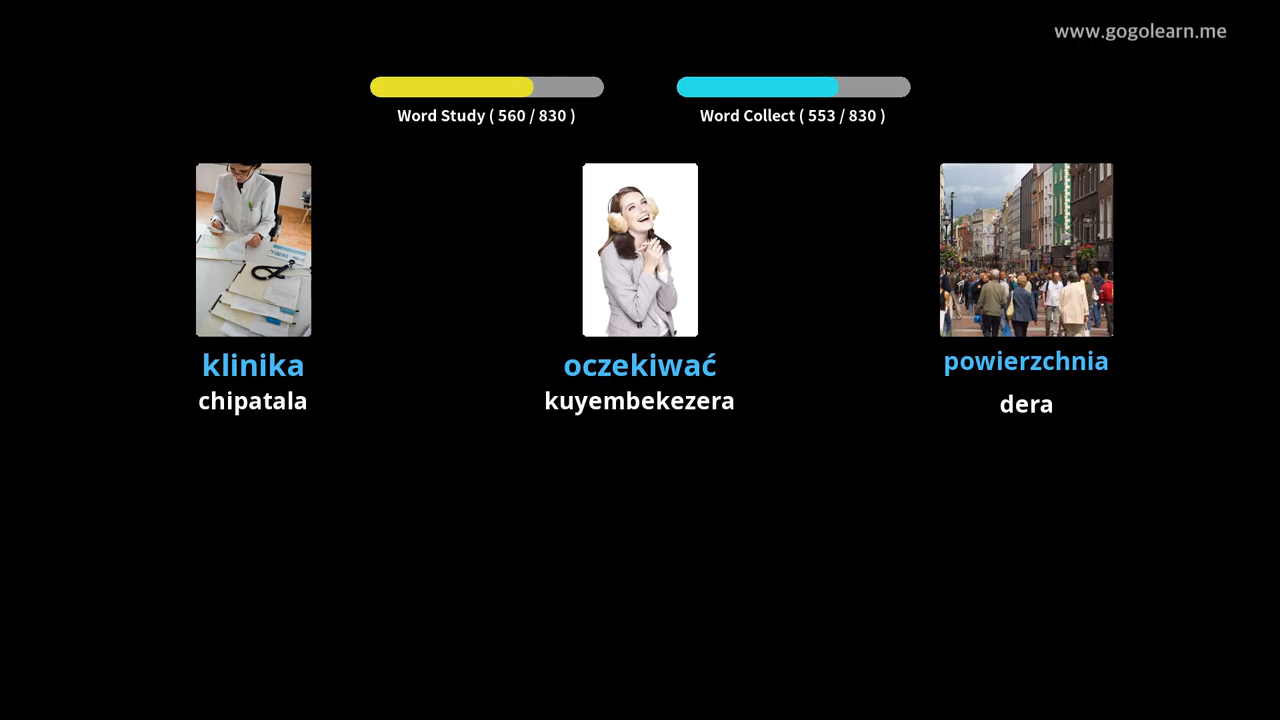 www.gogolearn.me
Word Study ( 560 / 830 )
Word Collect ( 553 / 830 )
klinika
chipatala
oczekiwać
kuyembekezera
powierzchnia
dera